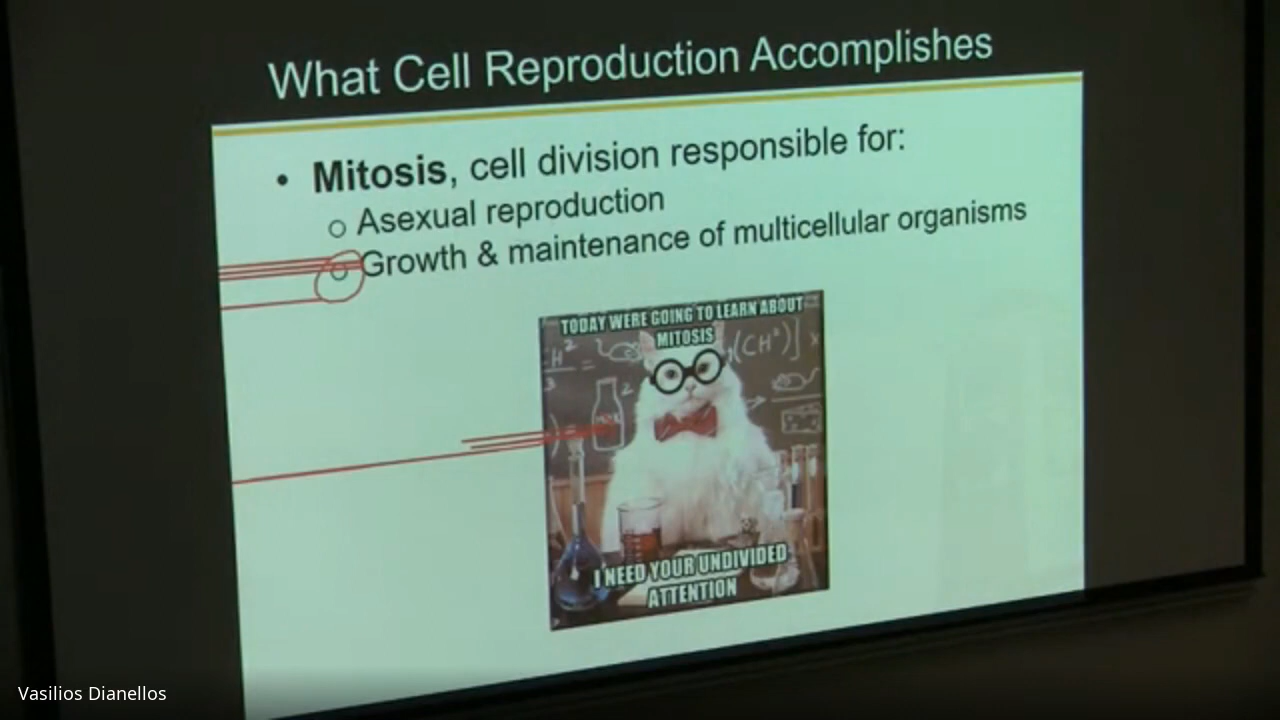 What Cell Reproduction Accomplishes
• Mitosis, cell division responsible for:
o Asexual reproduction
o Growth & maintenance of multicellular organisms
TODAY WERE GOING TO LEARN ABOUT
MITOSIS
I NEED YOUR UNDIVIDED
ATTENTION
Vasilios Dianellos